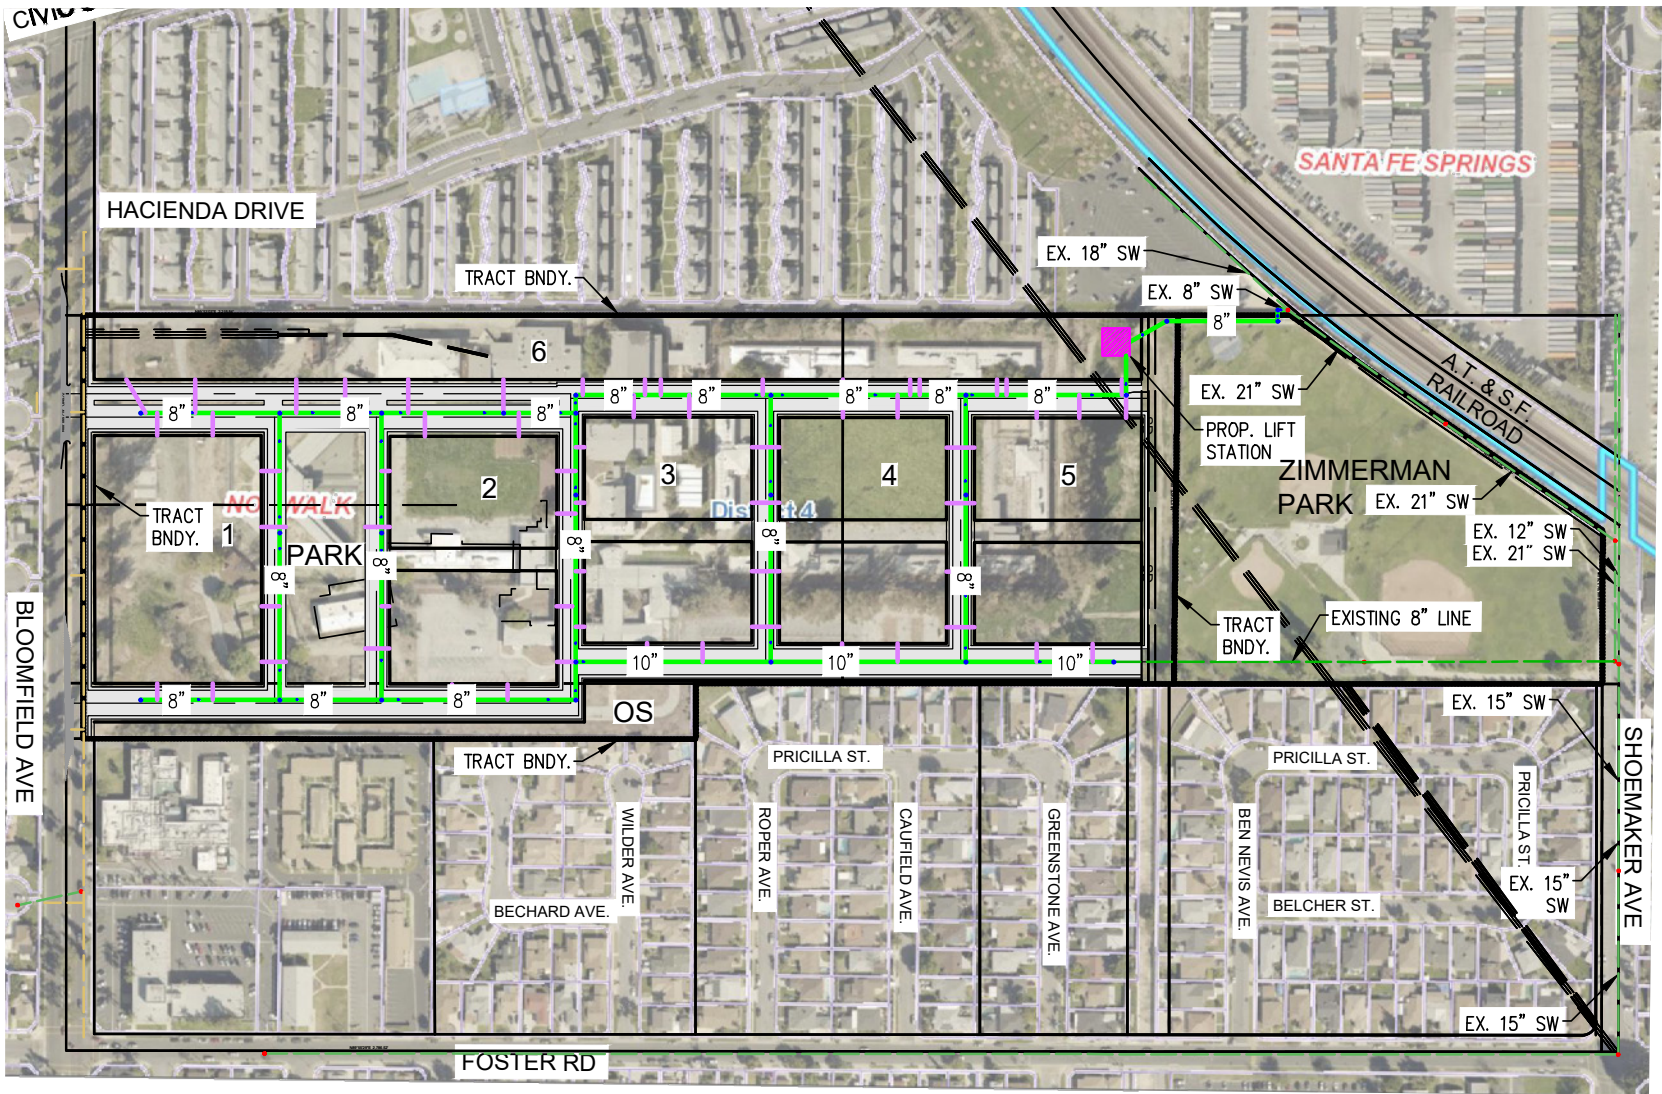 CIVIC
HACIENDA DRIVE
SANTA FE SPRINGS
TRACT BNDY.
EX. 18" SW
EX. 8" SW
8"
6
EX. 21" SW
A.T. & S.F.
RAILROAD
8"
8"
8"
8"
8"
8"
8"
8"
PROP. LIFT
STATION
ZIMMERMAN
PARK
EX. 21" SW
EX. 12" SW
EX. 21" SW
TRACT
BNDY.
1
NORWALK
PARK
2
3
District 4
4
5
8"
8"
8"
8"
8"
BLOOMFIELD AVE
TRACT
BNDY.
EXISTING 8" LINE
10"
10"
10"
8"
8"
8"
OS
EX. 15" SW
TRACT BNDY.
PRICILLA ST.
PRICILLA ST.
PRICILLA ST.
SHOEMAKER AVE
WILDER AVE.
ROPER AVE.
CAUFIELD AVE.
GREENSTONE AVE.
BEN NEVIS AVE.
EX. 15"
SW
BECHARD AVE.
BELCHER ST.
EX. 15" SW
FOSTER RD